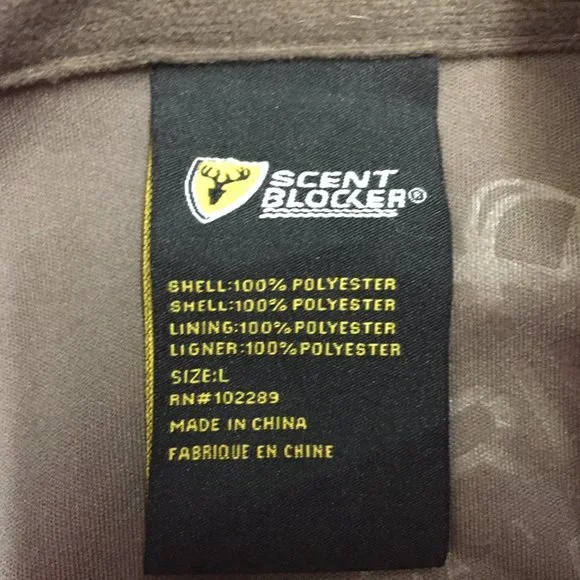 SCENT
BLOCKER®
SHELL:100% POLYESTER
SHELL:100% POLYESTER
LINING:100% POLYESTER
LIGNER:100% POLYESTER
SIZE:L
RN#102289
MADE IN CHINA
FABRIQUE EN CHINE